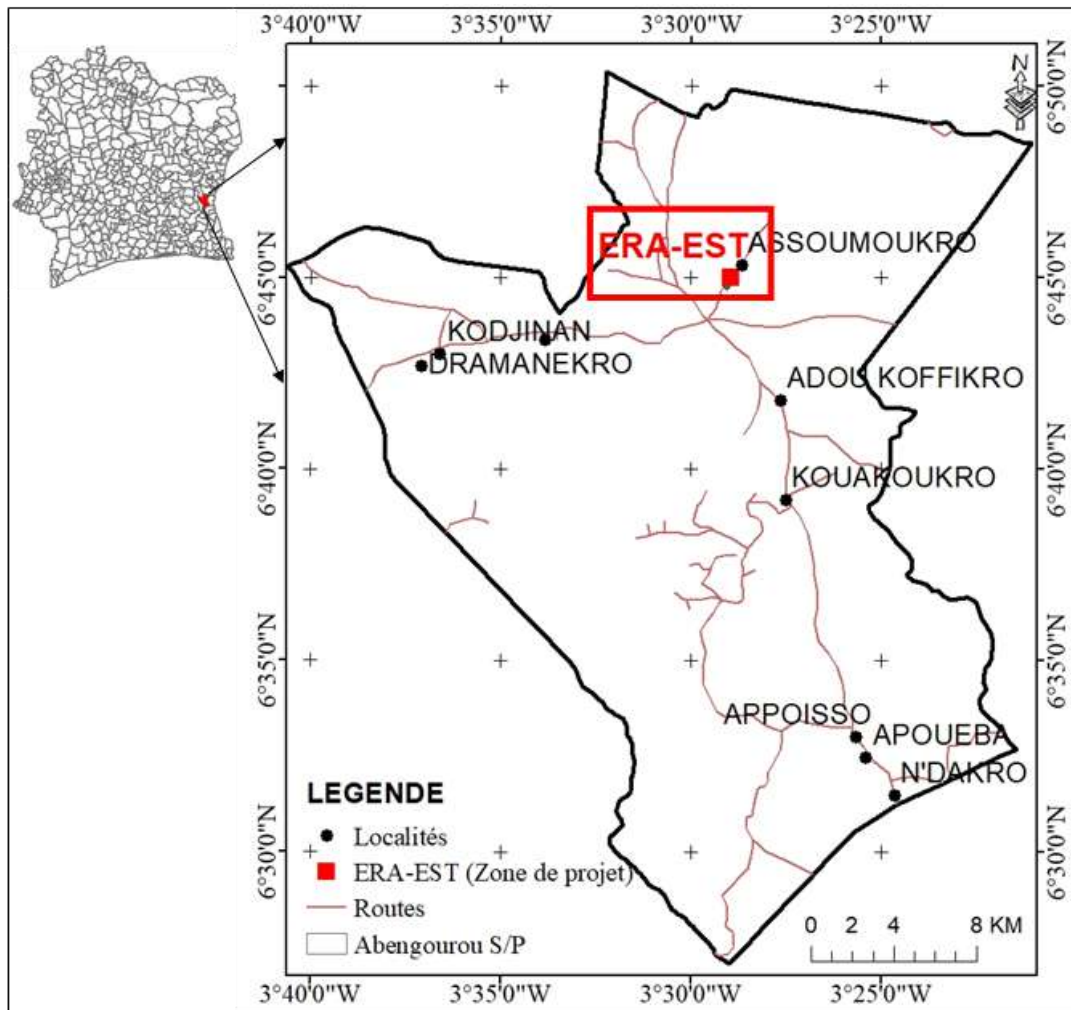 3°40'0"W 3°35'0"W 3°30'0"W 3°25'0"W
N
6°50'0"N 6°50'0"N
ERA-EST
ASSOUMOUKRO
6°45'0"N 6°45'0"N
KODJINAN
DRAMANEKRO
ADOU KOFFIKRO
6°40'0"N 6°40'0"N
KOUAKOUKRO
6°35'0"N 6°35'0"N
APPOISSO
APOUEBA
N'DAKRO
LEGENDE
Localités
6°30'0"N 6°30'0"N
ERA-EST (Zone de projet)
Routes
Abengourou S/P
0 2 4 8 KM
3°40'0"W 3°35'0"W 3°30'0"W 3°25'0"W